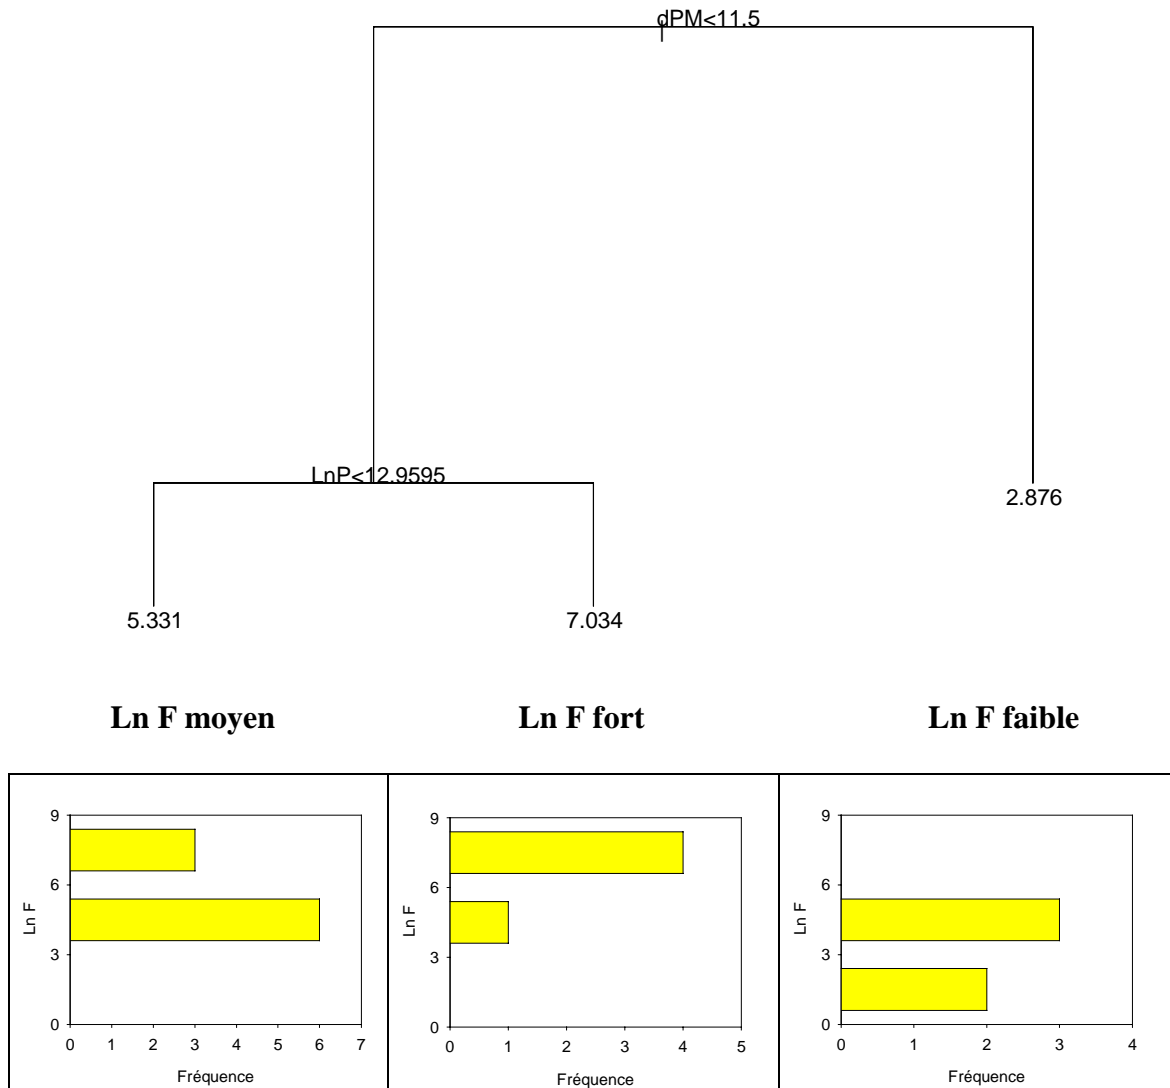 dPM<11.5
LnP<12.9595
2.876
5.331 7.034
Ln F moyen Ln F fort Ln F faible
9
6
3
0
Ln F
0 1 2 3 4 5 6 7
Fréquence
9
6
3
0
Ln F
0 1 2 3 4 5
Fréquence
9
6
3
0
Ln F
0 1 2 3 4
Fréquence